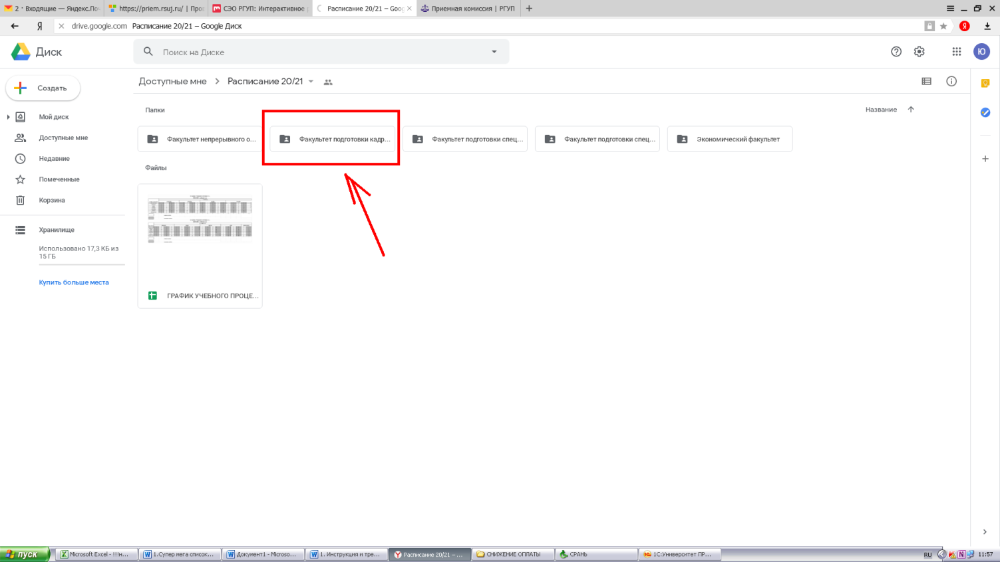 2 · Входящие — Яндекс.Поч
https://priem.rsuj.ru/ | Пров
СЭО РГУП: Интерактивное р
Расписание 20/21 – Goog
Приемная комиссия | РГУП
Я
drive.google.com Расписание 20/21 – Google Диск
Я
Диск
Поиск на Диске
Ю
Создать
Доступные мне
Расписание 20/21
Папки
Название
Мой диск
Доступные мне
Недавние
Помеченные
Корзина
Хранилище
Использовано 17,3 КБ из
15 ГБ
Купить больше места
Факультет непрерывного о...
Факультет подготовки кадр...
Факультет подготовки спец...
Факультет подготовки спец...
Экономический факультет
Файлы
ГРАФИК УЧЕБНОГО ПРОЦЕ...
пуск
Microsoft Excel - !!!н...
1.Супер мега список...
Документ1 - Microso...
1. Инструкция и тре...
Расписание 20/21 – ...
СНИЖЕНИЕ ОПЛАТЫ
СРАНЬ
1С:Университет ПР...
RU
11:57